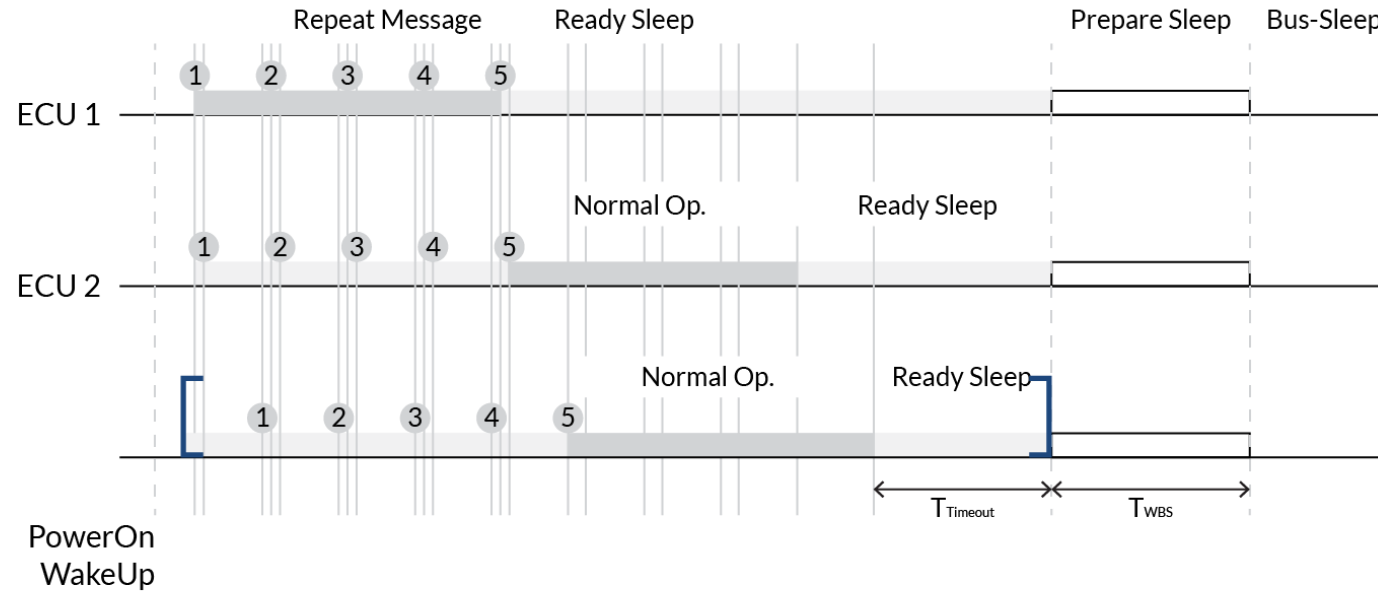 Repeat Message Ready Sleep Prepare Sleep Bus-Sleep
1 2 3 4 5
ECU 1
Normal Op. Ready Sleep
1 2 3 4 5
ECU 2
Normal Op. Ready Sleep
1 2 3 4 5
TTimeout TWBS
PowerOn
WakeUp